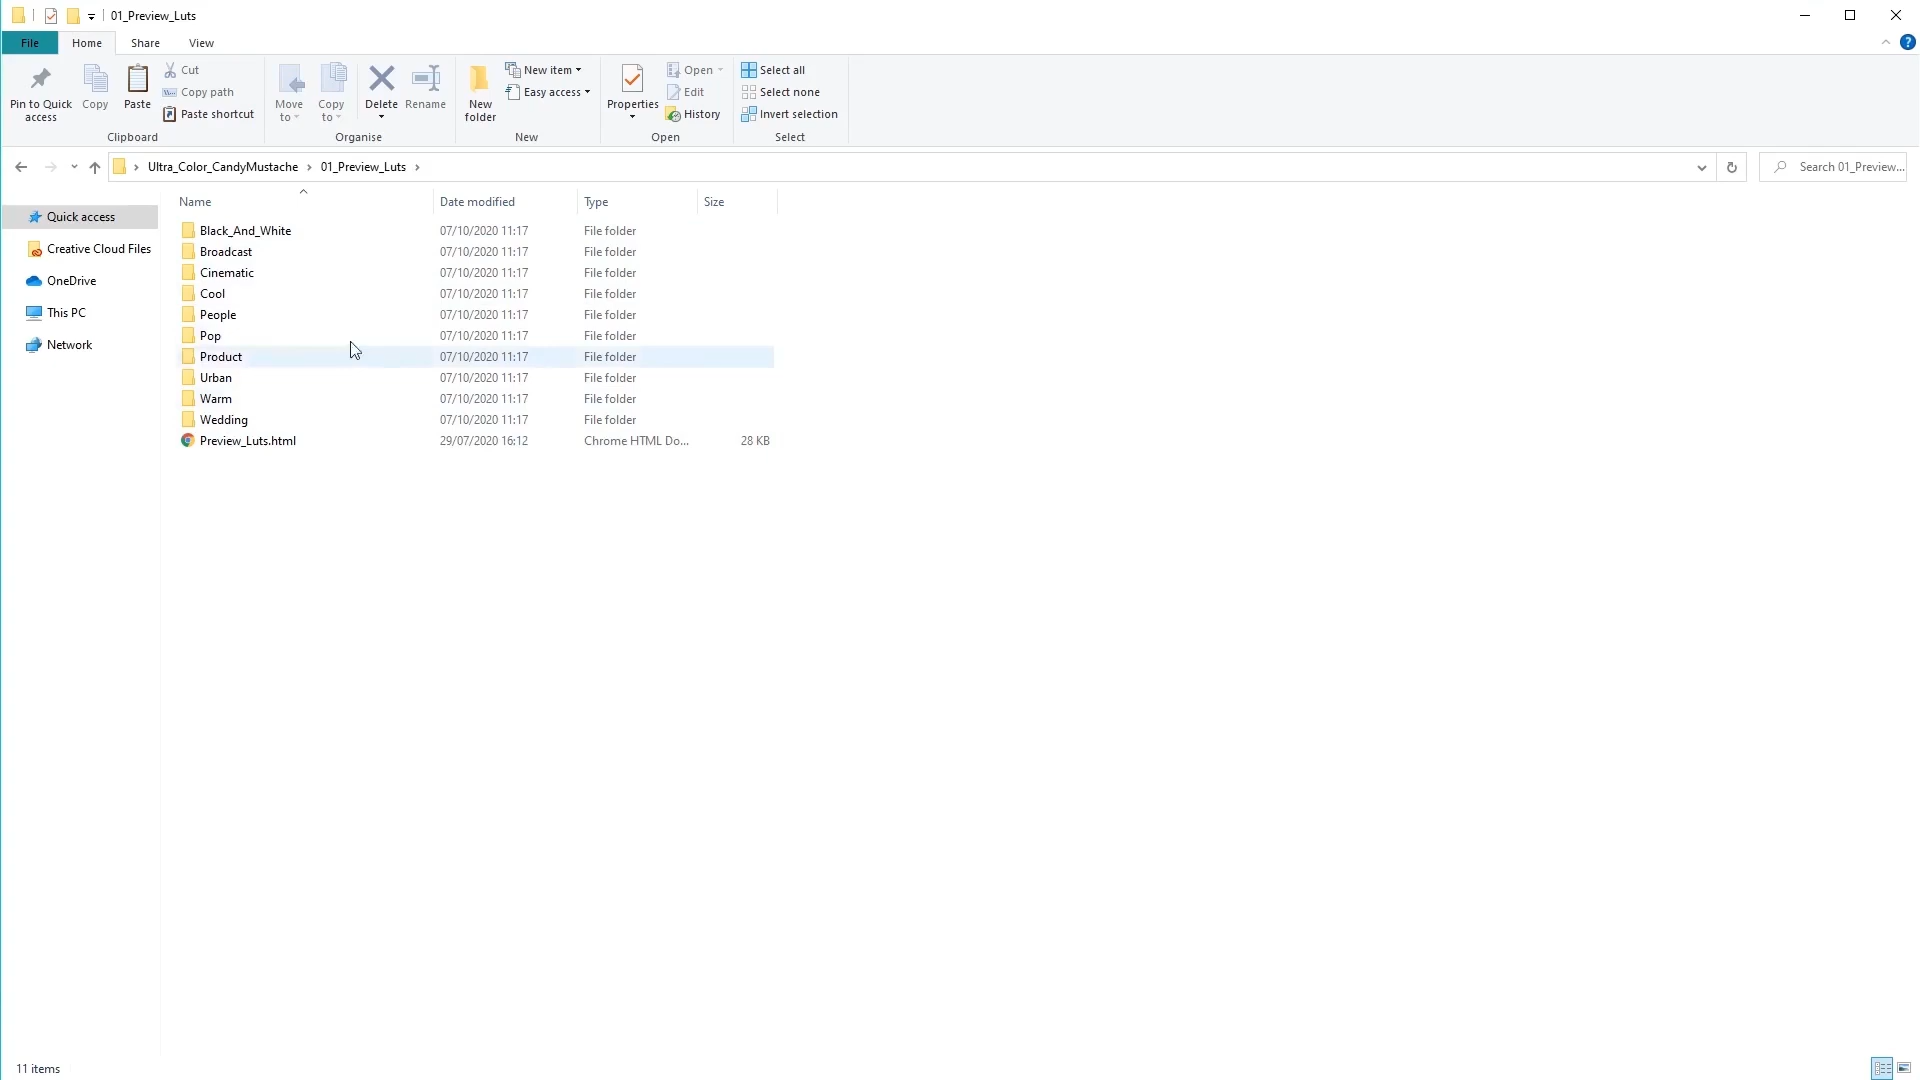 01_Preview_Luts
File Home Share View
Pin to Quick access
Copy
Paste
Cut
Copy path
Paste shortcut
Clipboard
Move to
Copy to
Delete
Rename
Organise
New folder
New item
Easy access
New
Properties
Open
Edit
History
Open
Select all
Select none
Invert selection
Select
Ultra_Color_CandyMustache 01_Preview_Luts
Search 01_Preview...
Quick access
Creative Cloud Files
OneDrive
This PC
Network
Name Date modified Type Size
Black_And_White 07/10/2020 11:17 File folder
Broadcast 07/10/2020 11:17 File folder
Cinematic 07/10/2020 11:17 File folder
Cool 07/10/2020 11:17 File folder
People 07/10/2020 11:17 File folder
Pop 07/10/2020 11:17 File folder
Product 07/10/2020 11:17 File folder
Urban 07/10/2020 11:17 File folder
Warm 07/10/2020 11:17 File folder
Wedding 07/10/2020 11:17 File folder
Preview_Luts.html 29/07/2020 16:12 Chrome HTML Do... 28 KB
11 items